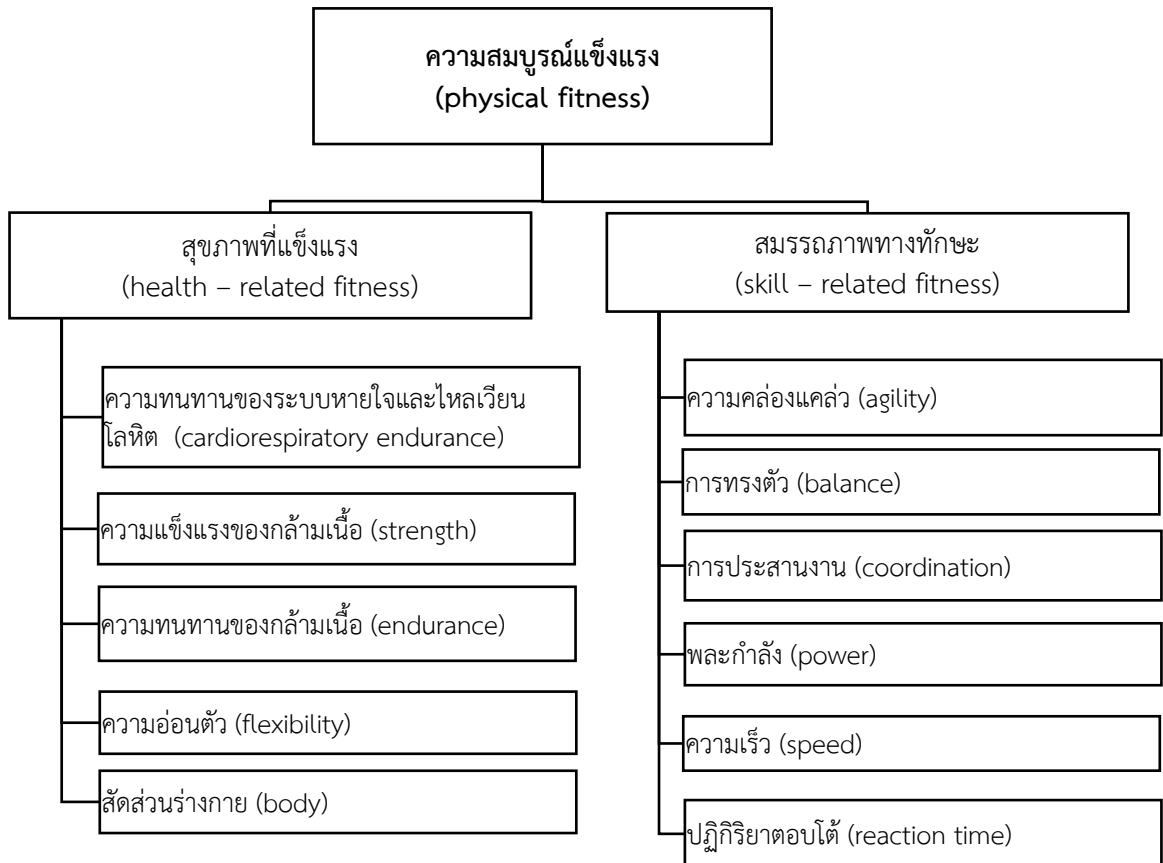 ความสมบูรณ์แข็งแรง
(physical fitness)
สุขภาพที่แข็งแรง
(health – related fitness)
ความทนทานของระบบหายใจและไหลเวียน
โลหิต (cardiorespiratory endurance)
ความแข็งแรงของกล้ามเนื้อ (strength)
ความทนทานของกล้ามเนื้อ (endurance)
ความอ่อนตัว (flexibility)
สัดส่วนร่างกาย (body)
สมรรถภาพทางทักษะ
(skill – related fitness)
ความคล่องแคล่ว (agility)
การทรงตัว (balance)
การประสานงาน (coordination)
พละกำลัง (power)
ความเร็ว (speed)
ปฏิกิริยาตอบโต้ (reaction time)